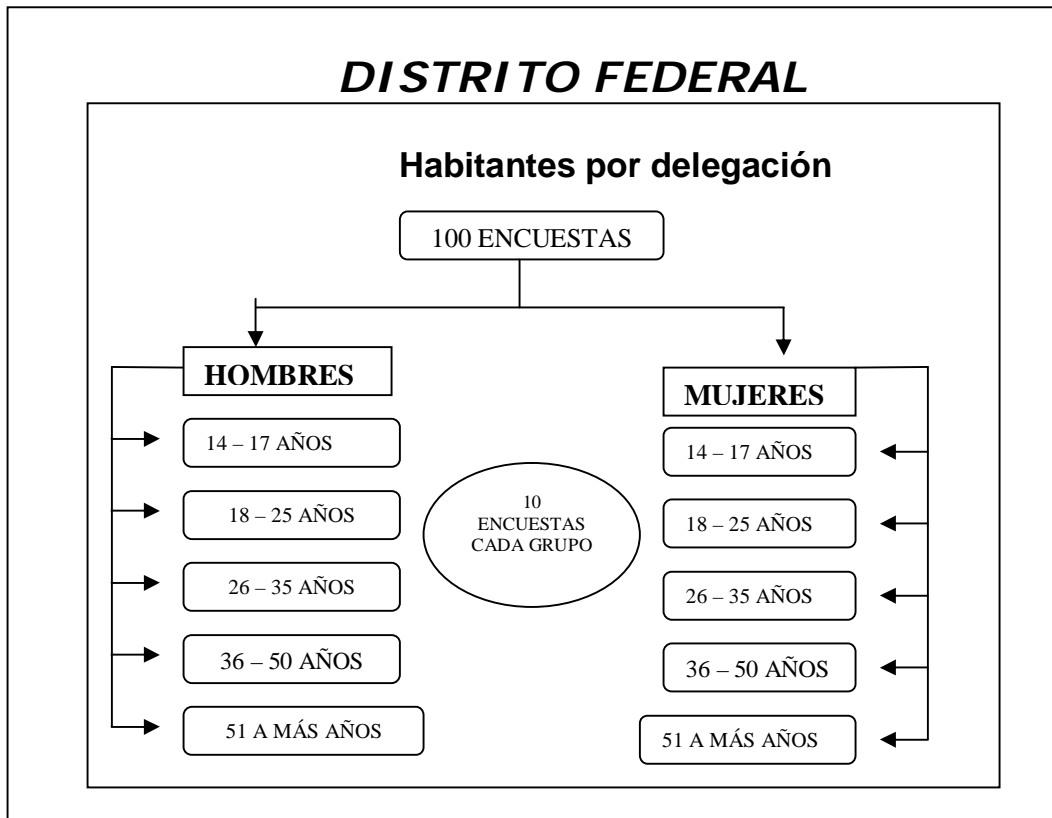 DISTRITO FEDERAL
Habitantes por delegación
100 ENCUESTAS
HOMBRES
14 – 17 AÑOS
18 – 25 AÑOS
26 – 35 AÑOS
36 – 50 AÑOS
51 A MÁS AÑOS
10
ENCUESTAS
CADA GRUPO
MUJERES
14 – 17 AÑOS
18 – 25 AÑOS
26 – 35 AÑOS
36 – 50 AÑOS
51 A MÁS AÑOS